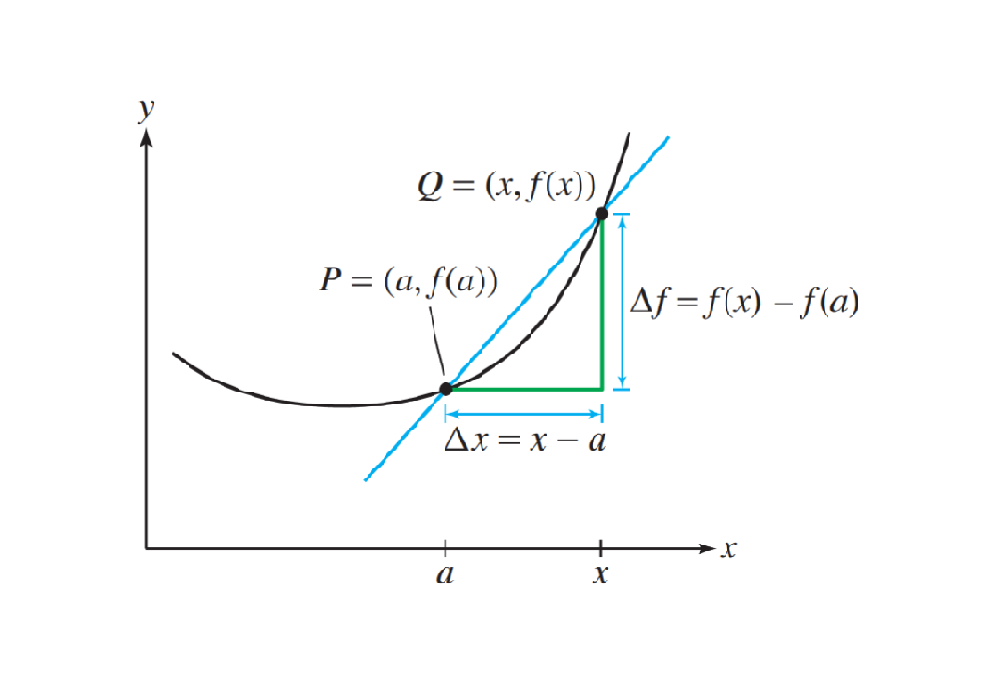 y
Q = (x, f(x))
P = (a, f(a))
Δf = f(x) − f(a)
Δx = x − a
x
a
x